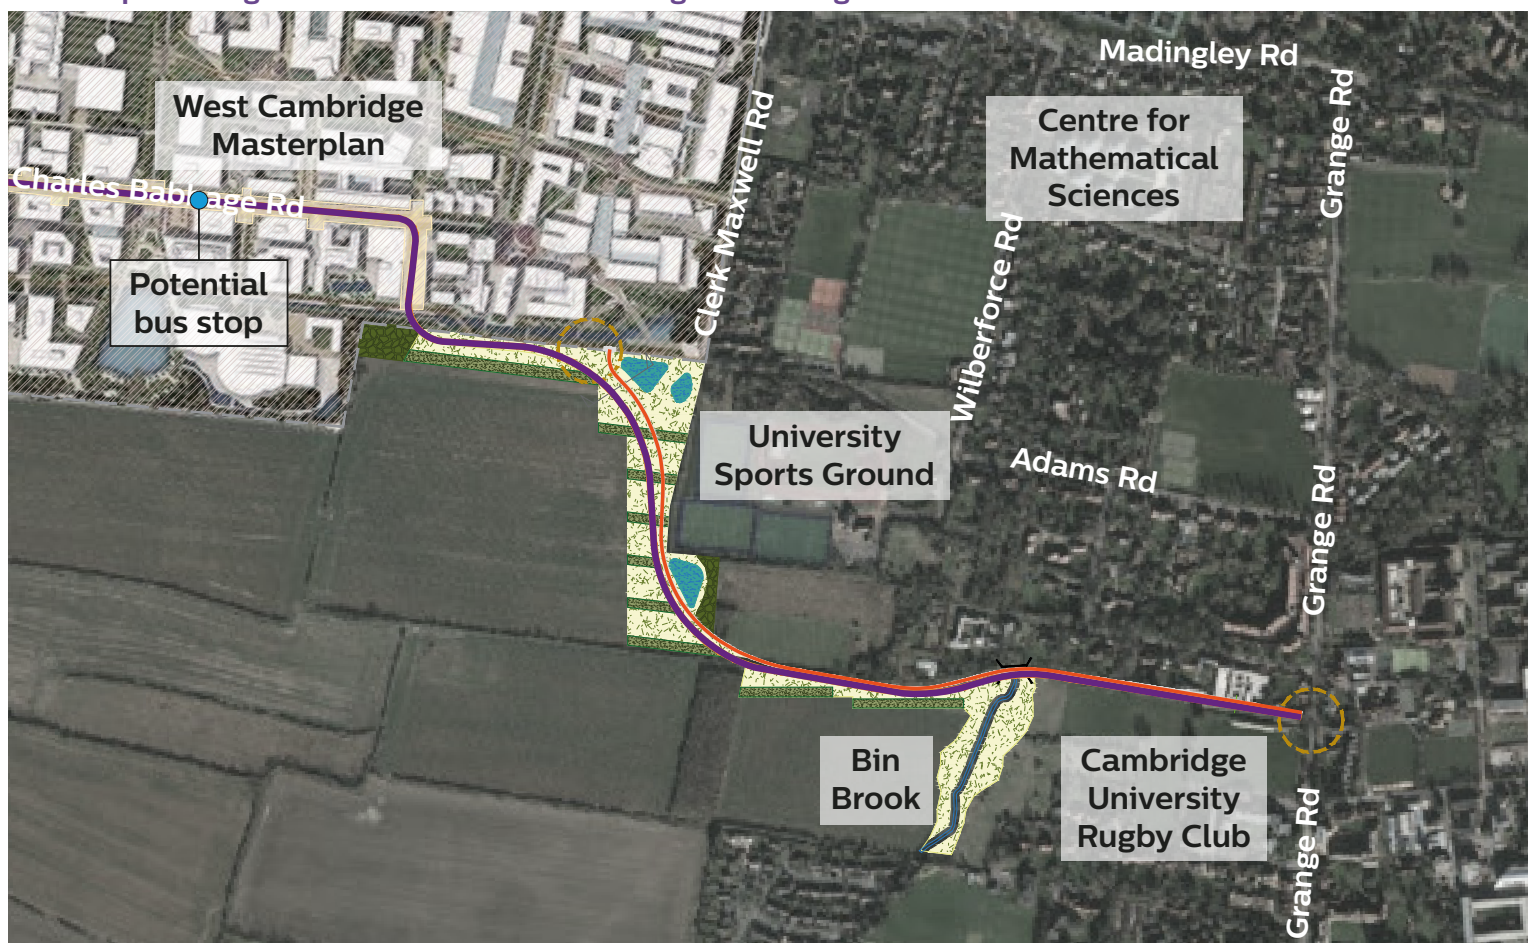 Madingley Rd
West Cambridge
Masterplan
Centre for
Mathematical
Sciences
Grange Rd
Clerk Maxwell Rd
Charles Babbage Rd
Wilberforce Rd
Potential
bus stop
University
Sports Ground
Adams Rd
Grange Rd
Bin
Brook
Cambridge
University
Rugby Club
Grange Rd